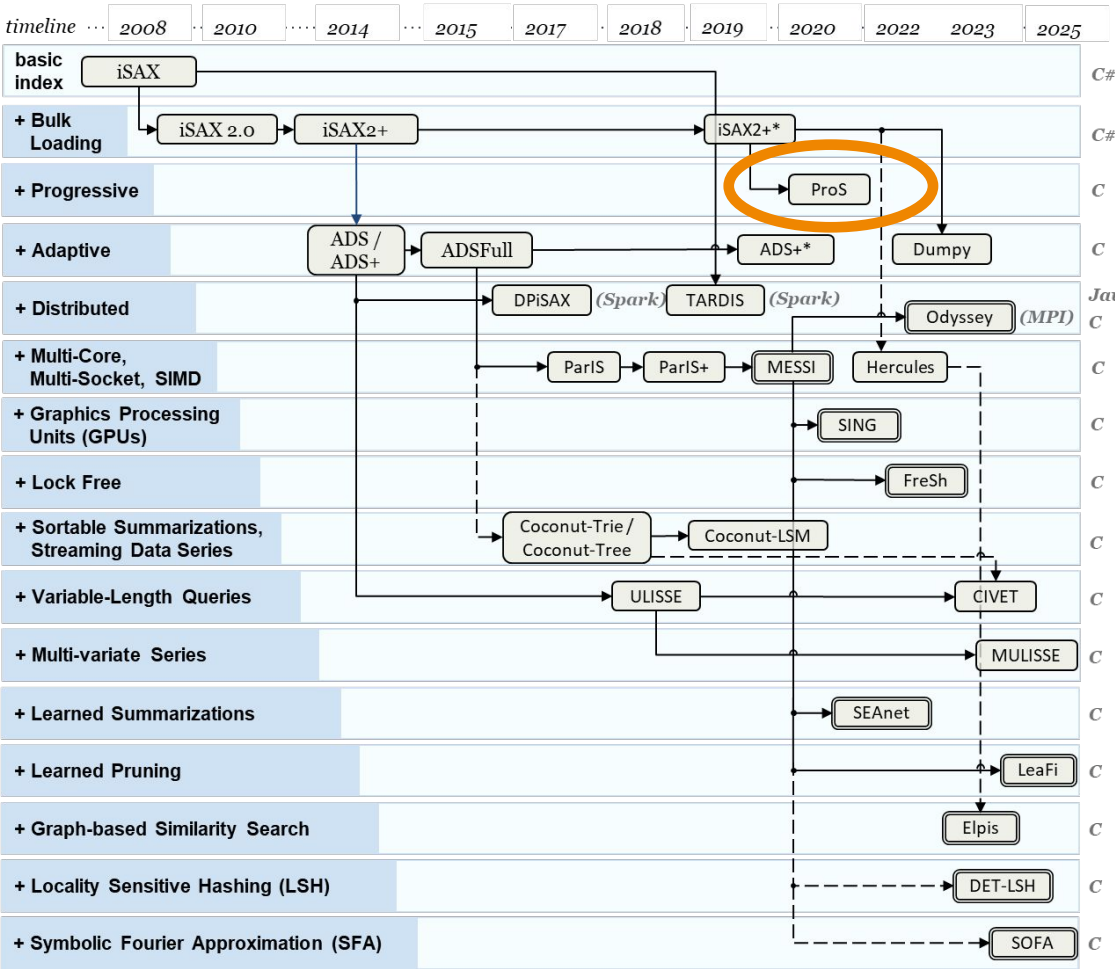 timeline ... 2008 2010 2014 2015 2017 2018 2019 2020 2022 2023 2025
basic
index
iSAX
C#
+ Bulk
Loading
iSAX 2.0
iSAX2+
iSAX2+*
C#
+ Progressive
ProS
C
+ Adaptive
ADS /
ADS+
ADSFull
ADS+*
Dumpy
C
+ Distributed
DPiSAX (Spark)
TARDIS (Spark)
Odyssey (MPI)
C
+ Multi-Core,
Multi-Socket, SIMD
ParIS
ParIS+
MESSI
Hercules
C
+ Graphics Processing
Units (GPUs)
SING
C
+ Lock Free
FreSh
C
+ Sortable Summarizations,
Streaming Data Series
Coconut-Trie/
Coconut-Tree
Coconut-LSM
C
+ Variable-Length Queries
ULISSE
CIVET
C
+ Multi-variate Series
MULISSE
C
+ Learned Summarizations
SEAnet
C
+ Learned Pruning
LeaFi
C
+ Graph-based Similarity Search
Elpis
C
+ Locality Sensitive Hashing (LSH)
DET-LSH
C
+ Symbolic Fourier Approximation (SFA)
SOFA
C